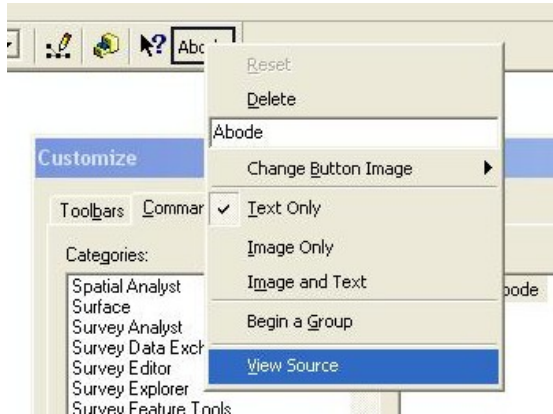 Abo
Reset
Delete
Abode
Customize
Change Button Image
Toolbars Commar
Text Only
Image Only
Categories:
Image and Text
Spatial Analyst
bode
Surface
Begin a Group
Survey Analyst
Survey Data Exch
View Source
Survey Editor
Survey Explorer
Survey Feature Tools